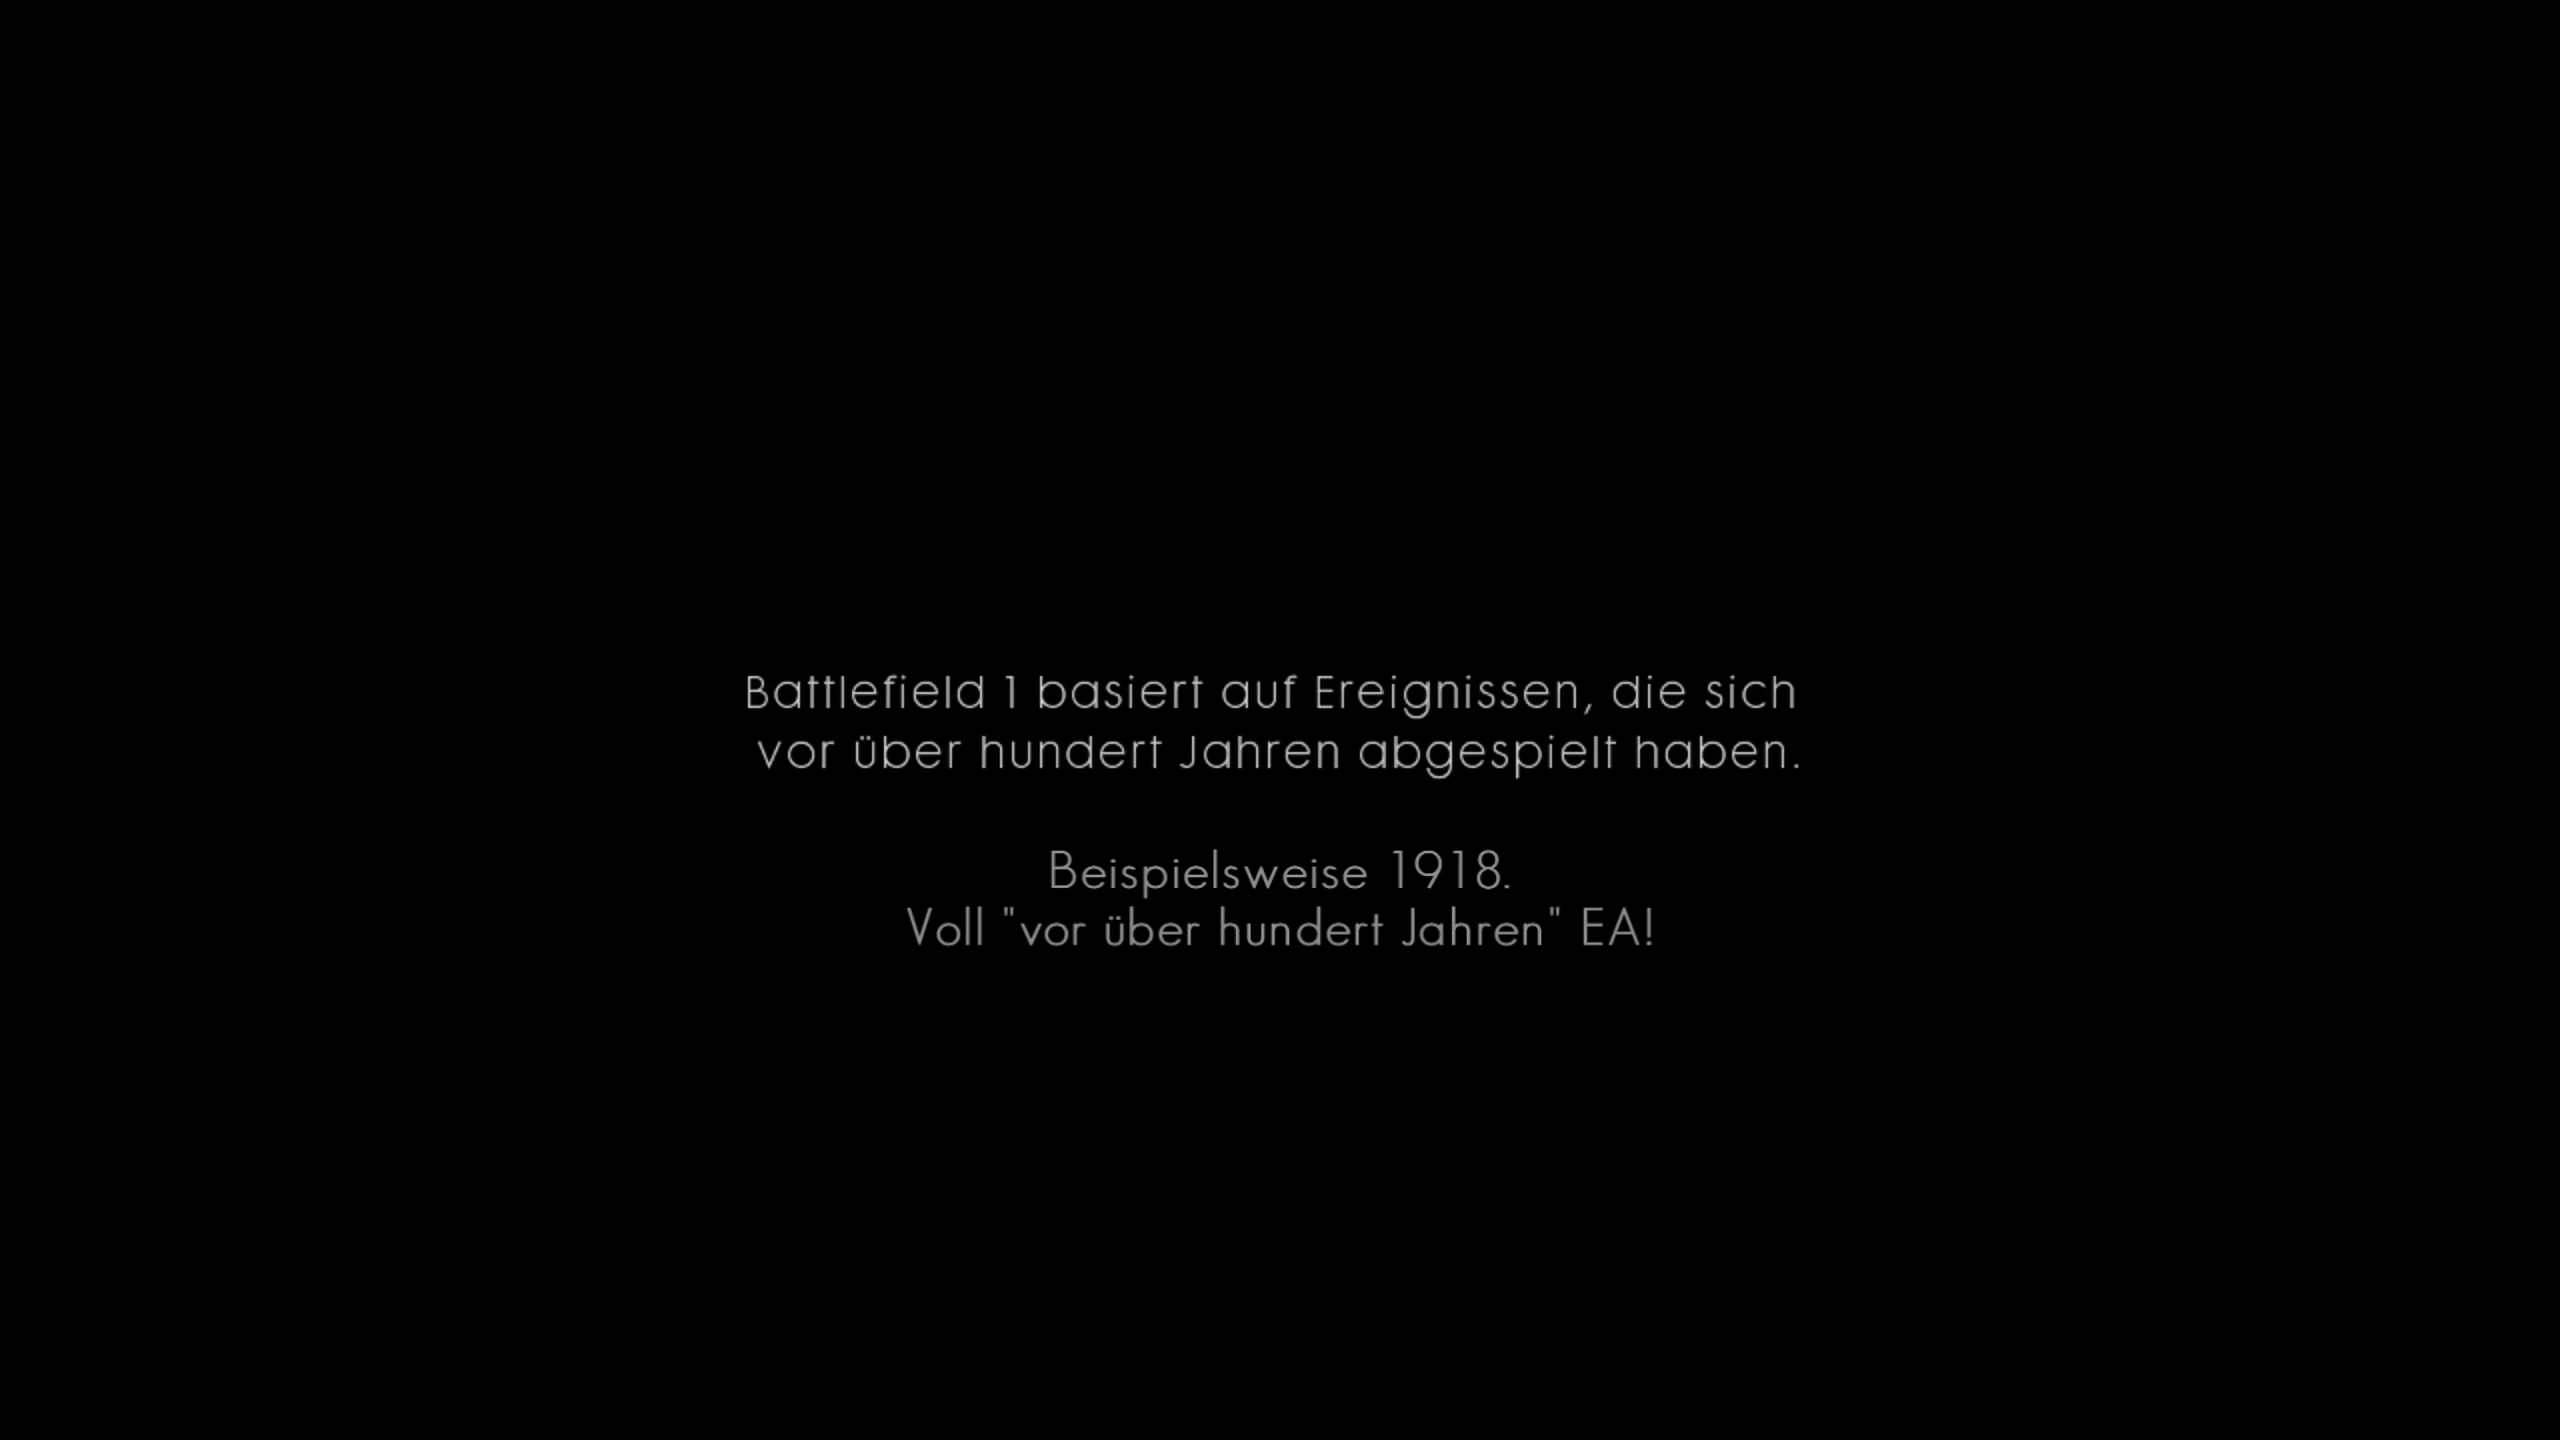 Battlefield 1 basiert auf Ereignissen, die sich
vor über hundert Jahren abgespielt haben.
Beispielsweise 1918.
Voll "vor über hundert Jahren" EA!